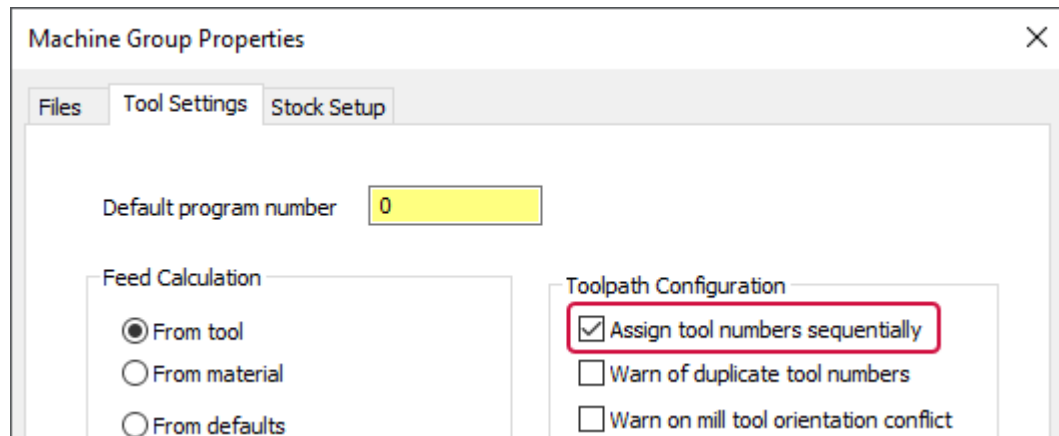 Machine Group Properties
Files Tool Settings Stock Setup
Default program number 0
Feed Calculation
From tool
From material
From defaults
Toolpath Configuration
Assign tool numbers sequentially
Warn of duplicate tool numbers
Warn on mill tool orientation conflict